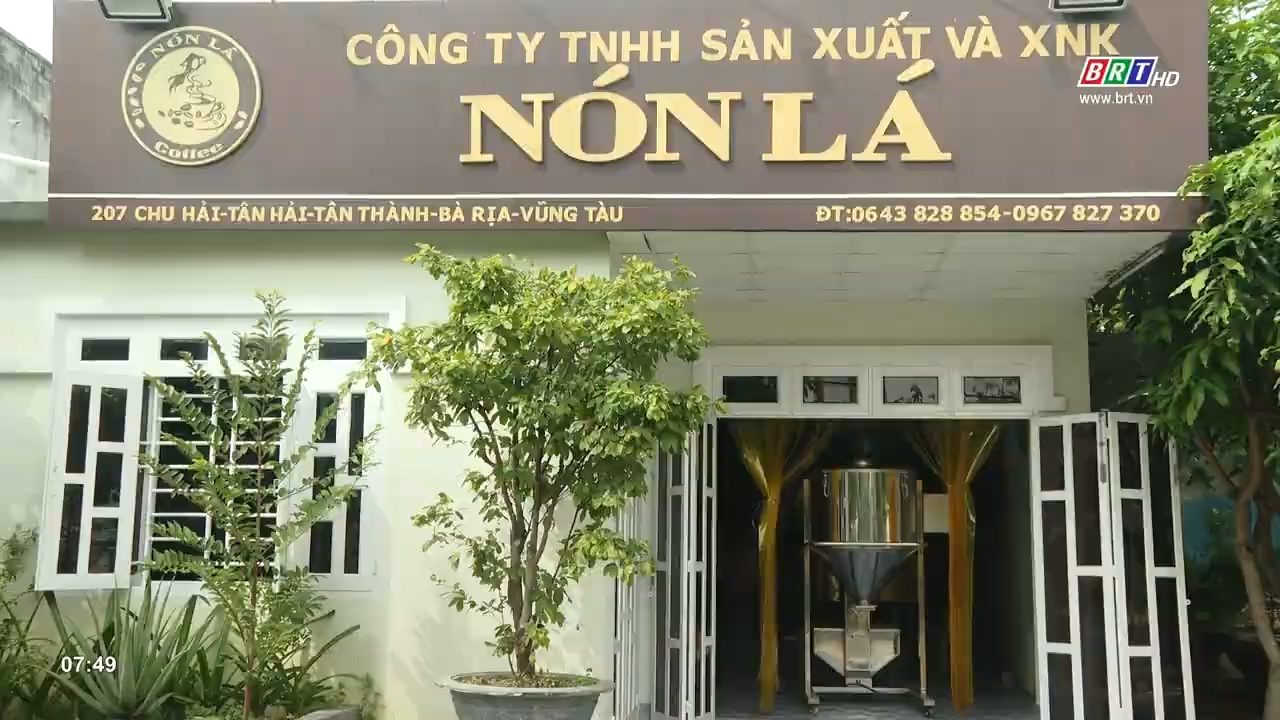 NÓN LÁ
Coffee
CÔNG TY TNHH SẢN XUẤT VÀ XNK
NÓN LÁ
BRT HD
www.brt.vn
207 CHU HẢI-TÂN HẢI-TÂN THÀNH-BÀ RỊA-VŨNG TÀU
ĐT:0643 828 854-0967 827 370
07:49